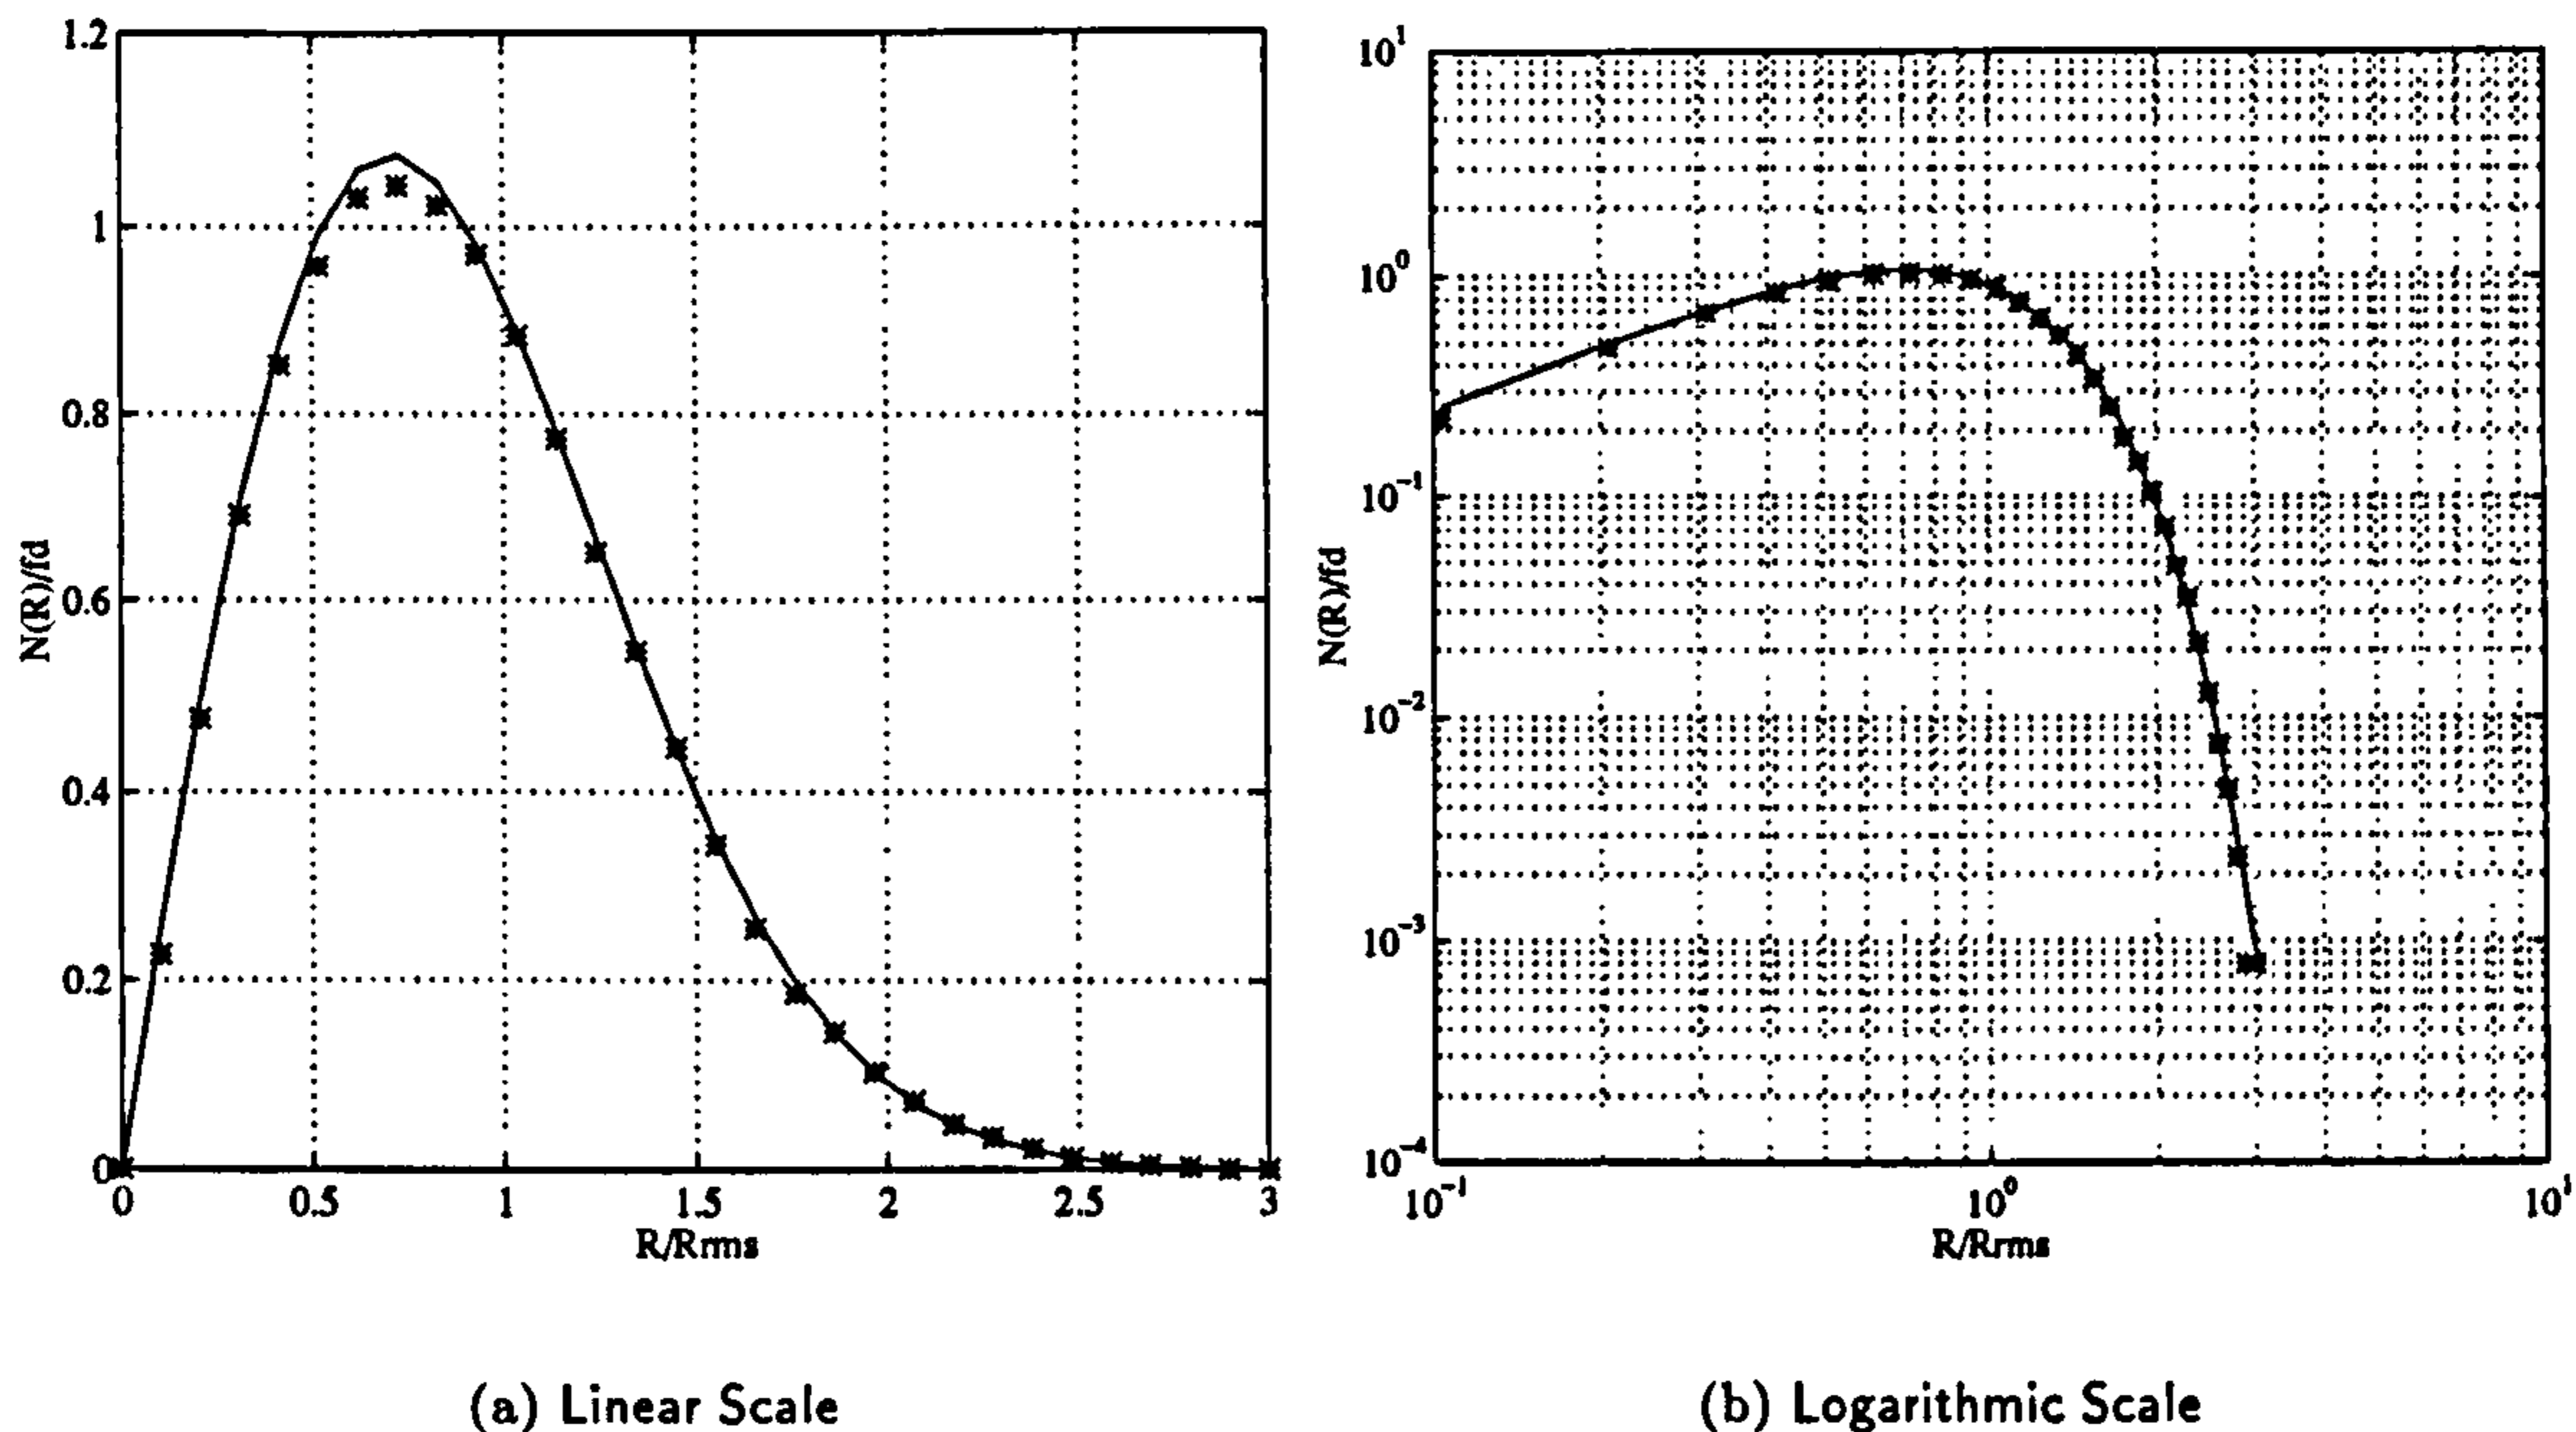 1.2
1
0.8
0.6
0.4
0.2
0
N(R)/fd
0 0.5 1 1.5 2 2.5 3
R/Rrms
10^1
10^0
10^-1
10^-2
10^-3
10^-4
N(R)/fd
10^-1 10^0 10^1
R/Rrms
(a) Linear Scale
(b) Logarithmic Scale